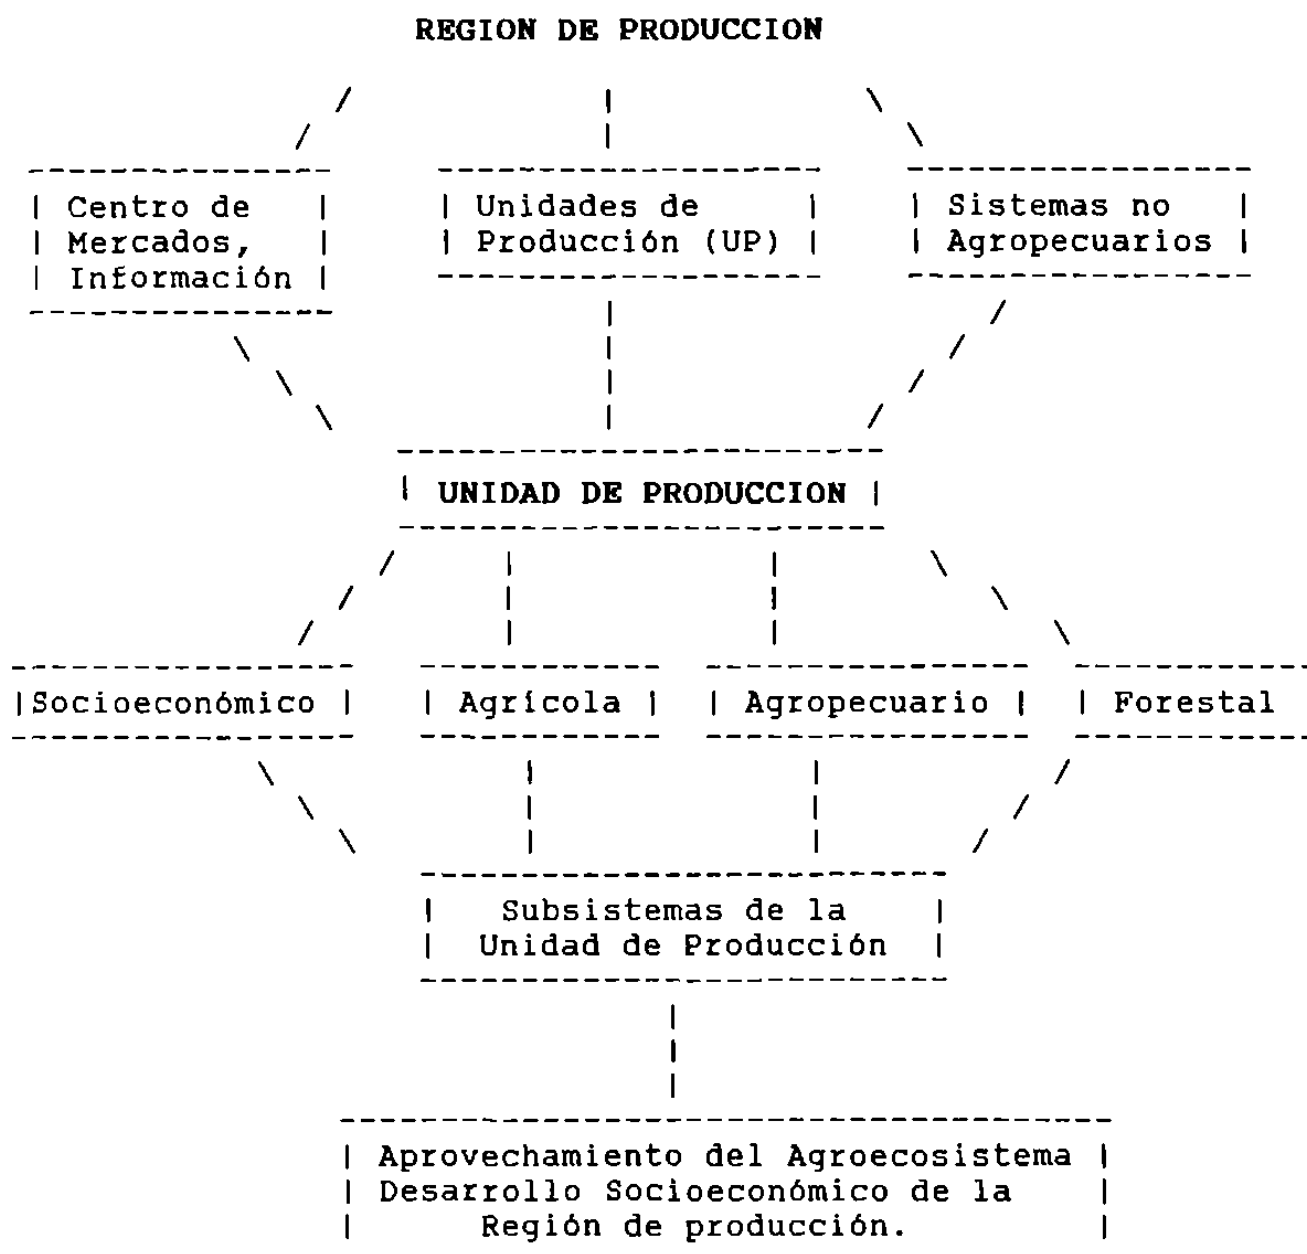 REGION DE PRODUCCION
Centro de
Mercados,
Información
Unidades de
Producción (UP)
Sistemas no
Agropecuarios
UNIDAD DE PRODUCCION
Socioeconómico
Agrícola
Agropecuario
Forestal
Subsistemas de la
Unidad de Producción
Aprovechamiento del Agroecosistema
Desarrollo Socioeconómico de la
Región de producción.